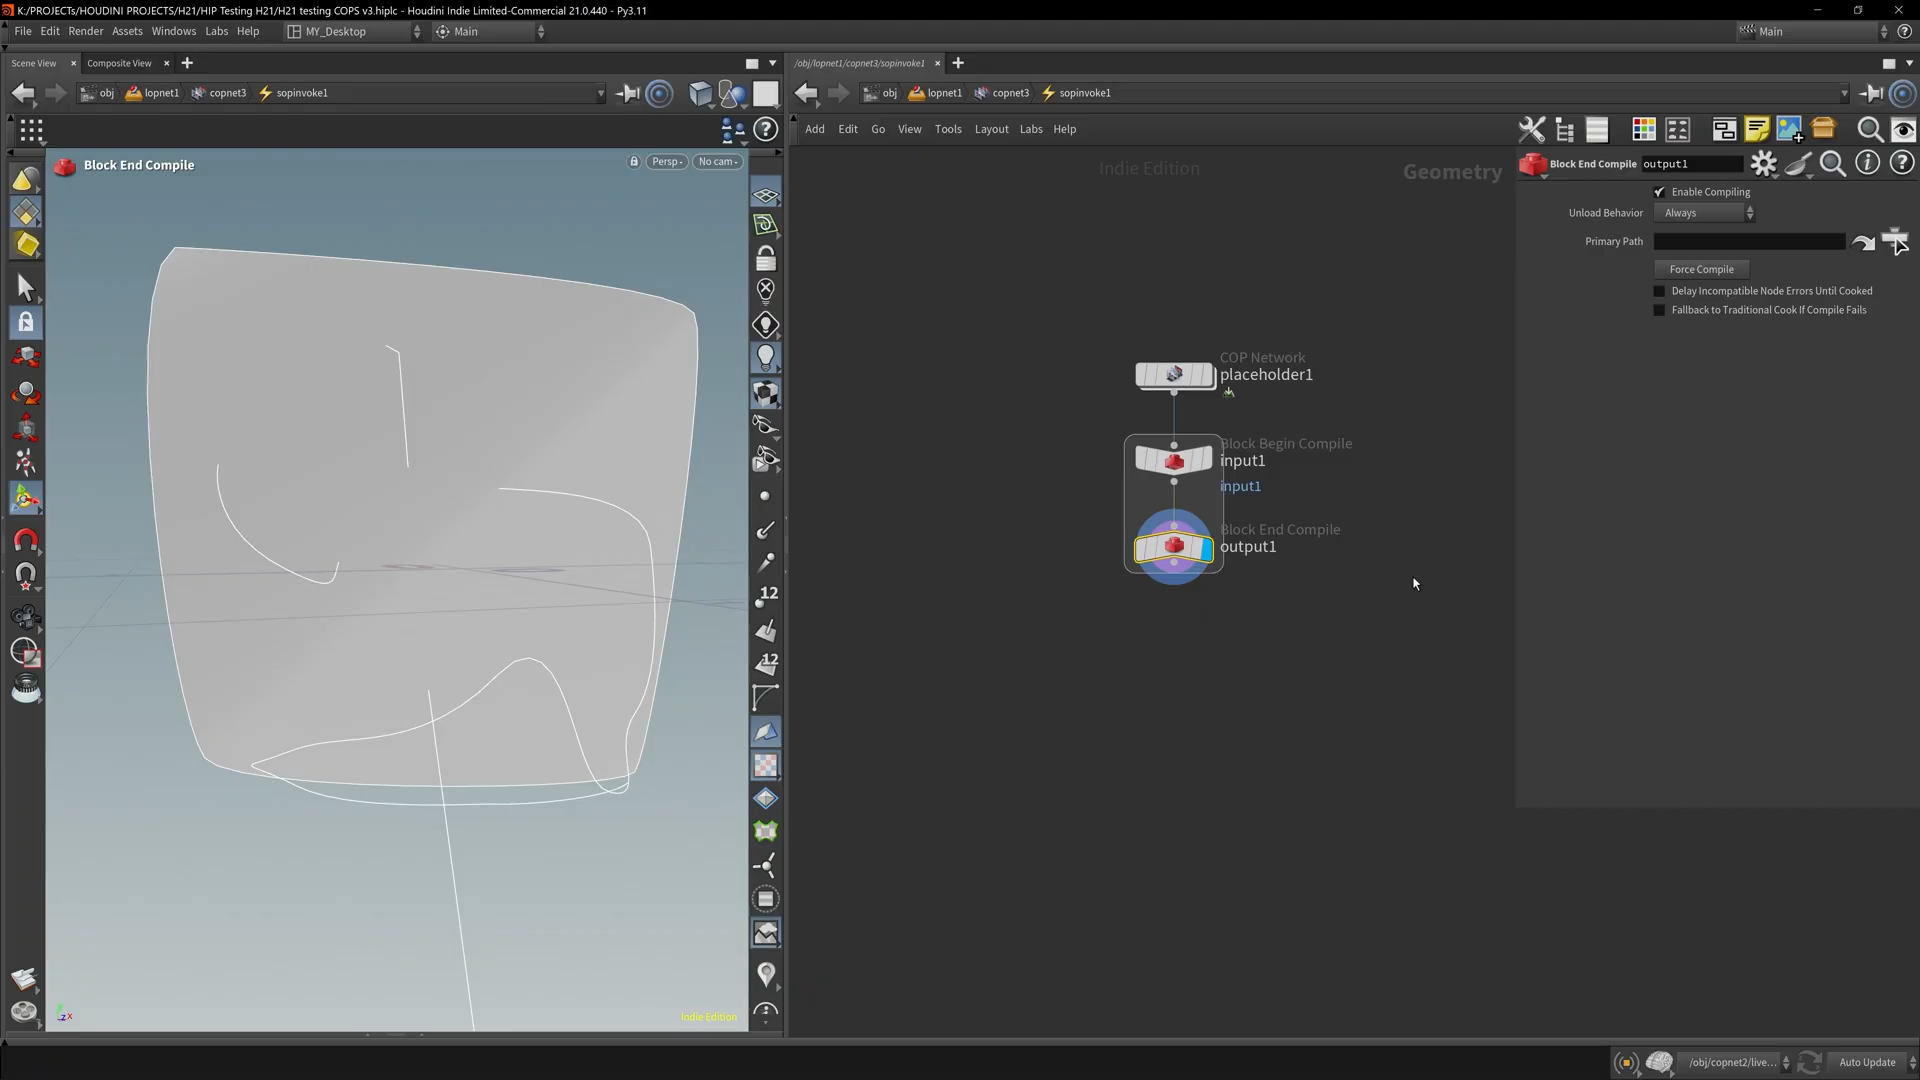 K:/PROJECTs/HOUDINI PROJECTS/H21/HIP Testing H21/H21 testing COPS v3.hiplc - Houdini Indie Limited-Commercial 21.0.440 - Py3.11
File Edit Render Assets Windows Labs Help MY_Desktop Main Main
Scene View Composite View
obj lopnet1 copnet3 sopinvoke1
Block End Compile
Persp No cam
12
12
Indie Edition
z x
/obj/lopnet1/copnet3/sopinvoke1
obj lopnet1 copnet3 sopinvoke1
Add Edit Go View Tools Layout Labs Help
Indie Edition
Geometry
COP Network
placeholder1
Block Begin Compile
input1
input1
Block End Compile
output1
Block End Compile output1
Enable Compiling
Unload Behavior Always
Primary Path
Force Compile
Delay Incompatible Node Errors Until Cooked
Fallback to Traditional Cook If Compile Fails
/obj/copnet2/live... Auto Update